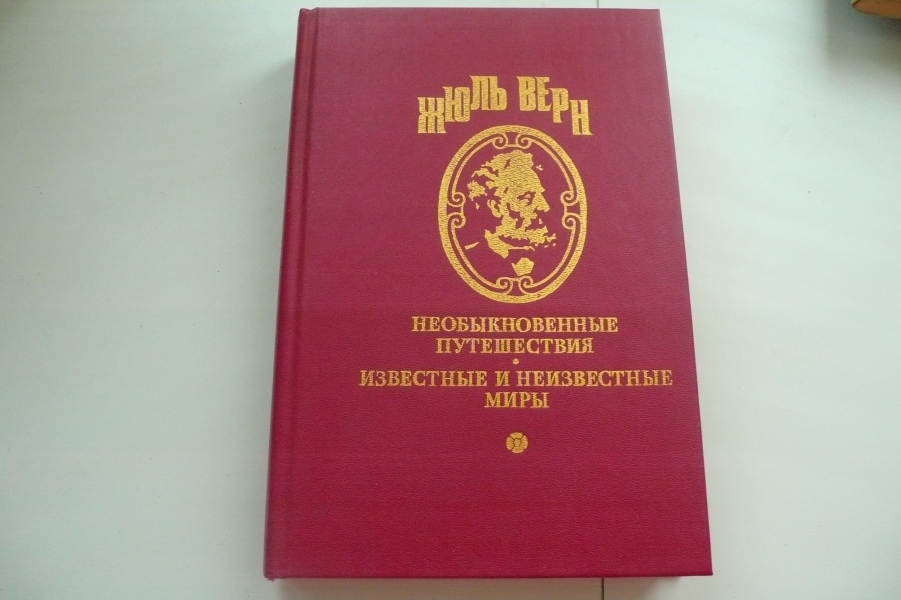 ЖЮЛЬ ВЕРН
НЕОБЫКНОВЕННЫЕ
ПУТЕШЕСТВИЯ
ИЗВЕСТНЫЕ И НЕИЗВЕСТНЫЕ
МИРЫ